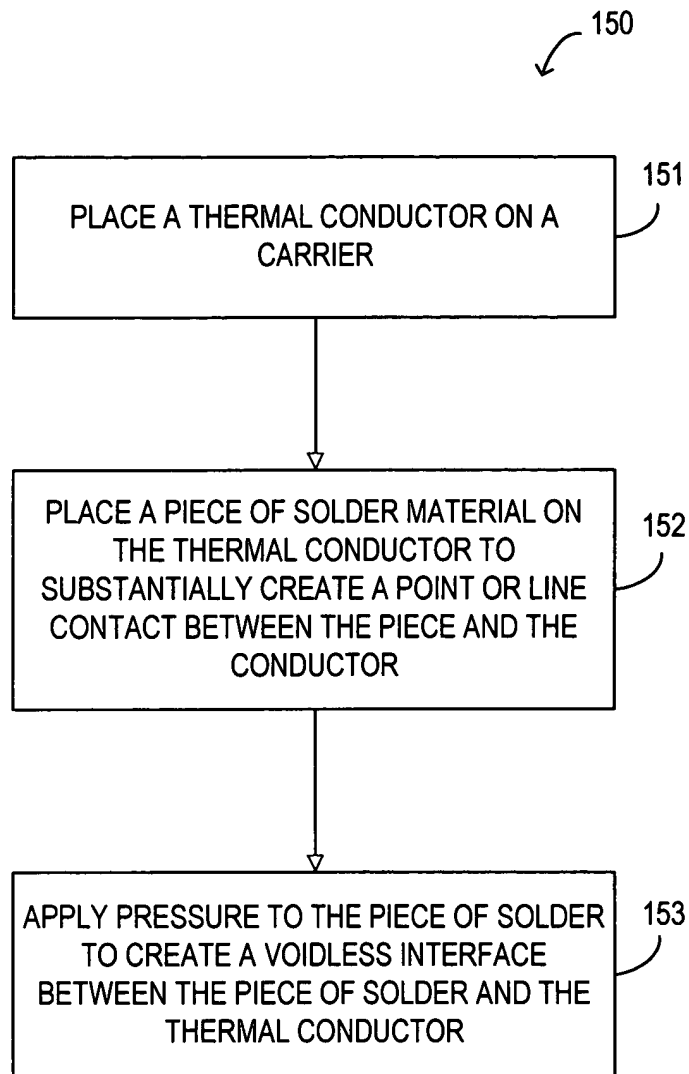 150
151
PLACE A THERMAL CONDUCTOR ON A
CARRIER
152
PLACE A PIECE OF SOLDER MATERIAL ON
THE THERMAL CONDUCTOR TO
SUBSTANTIALLY CREATE A POINT OR LINE
CONTACT BETWEEN THE PIECE AND THE
CONDUCTOR
153
APPLY PRESSURE TO THE PIECE OF SOLDER
TO CREATE A VOIDLESS INTERFACE
BETWEEN THE PIECE OF SOLDER AND THE
THERMAL CONDUCTOR